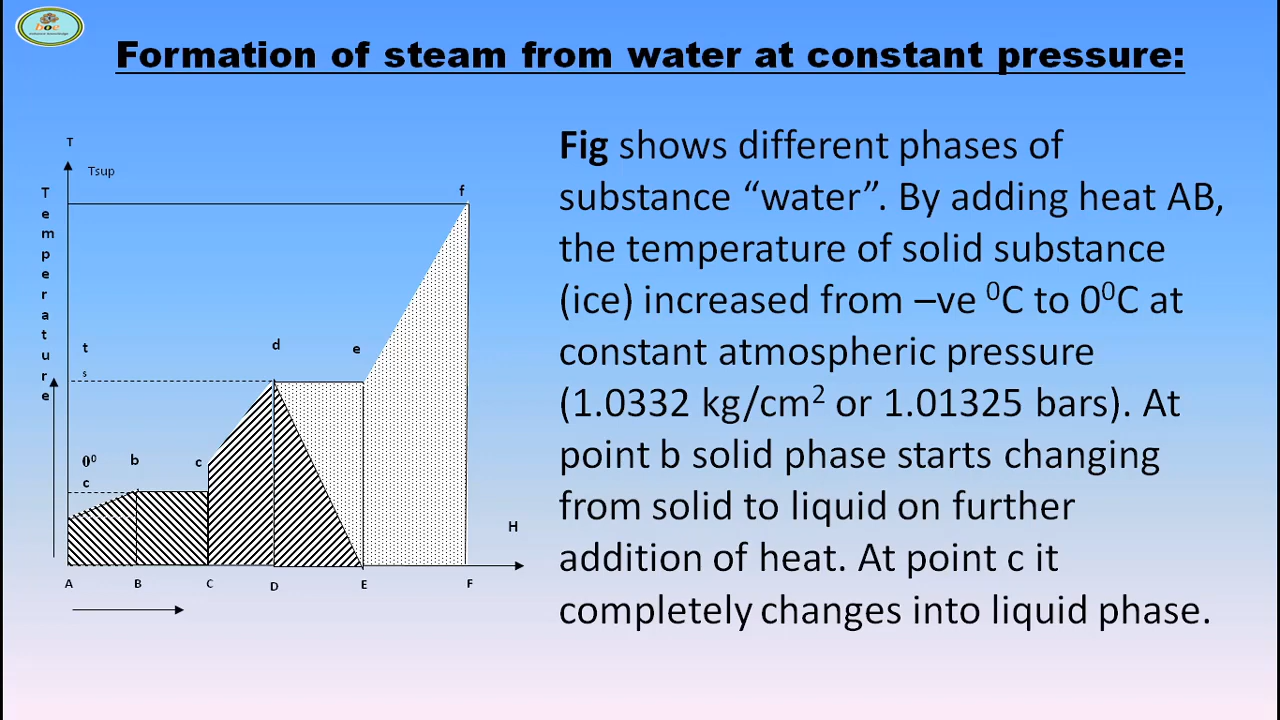 Formation of steam from water at constant pressure:
T
Tsup
Temperature
f
t
s
d
e
0⁰
c
b
c
H
A B C D E F
Fig shows different phases of
substance “water”. By adding heat AB,
the temperature of solid substance
(ice) increased from –ve ⁰C to 0⁰C at
constant atmospheric pressure
(1.0332 kg/cm² or 1.01325 bars). At
point b solid phase starts changing
from solid to liquid on further
addition of heat. At point c it
completely changes into liquid phase.